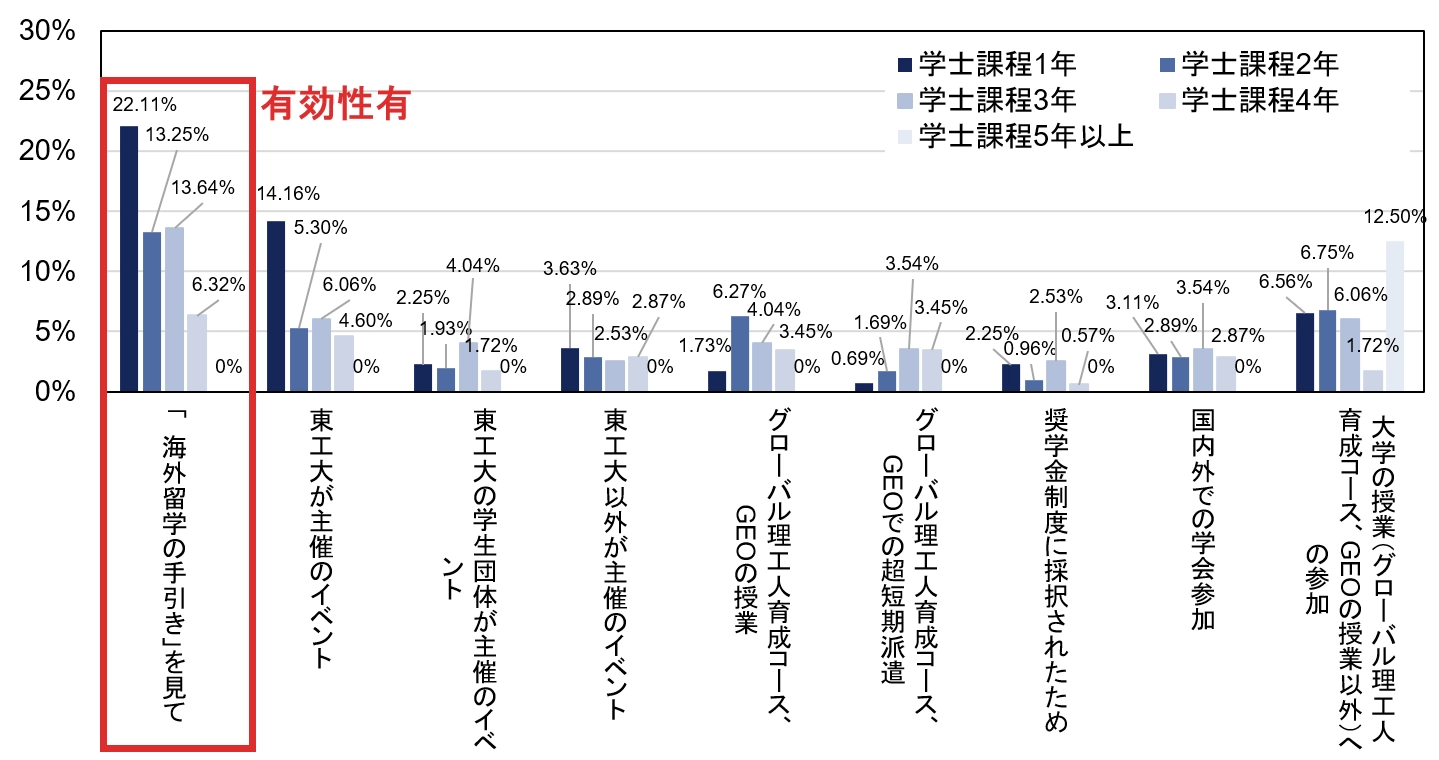 30%
25%
20%
15%
10%
5%
0%
学士課程1年
学士課程2年
学士課程3年
学士課程4年
学士課程5年以上
有効性有
22.11%
13.25%
13.64%
6.32%
0%
14.16%
5.30%
6.06%
4.60%
0%
2.25%
1.93%
4.04%
1.72%
0%
3.63%
2.89%
2.53%
2.87%
0%
1.73%
6.27%
4.04%
3.45%
0%
0.69%
1.69%
3.54%
3.45%
0%
2.25%
0.96%
2.53%
0.57%
0%
3.11%
2.89%
3.54%
2.87%
0%
6.56%
6.75%
6.06%
1.72%
12.50%
「海外留学の手引き」を見て
東工大が主催のイベント
東工大の学生団体が主催のイベ
ント
東工大以外が主催のイベント
グローバル理工人育成コース、
GEOの授業
グローバル理工人育成コース、
GEOでの超短期派遣
奨学金制度に採択されたため
国内外での学会参加
大学の授業（グローバル理工人
育成コース、GEOの授業以外）へ
の参加